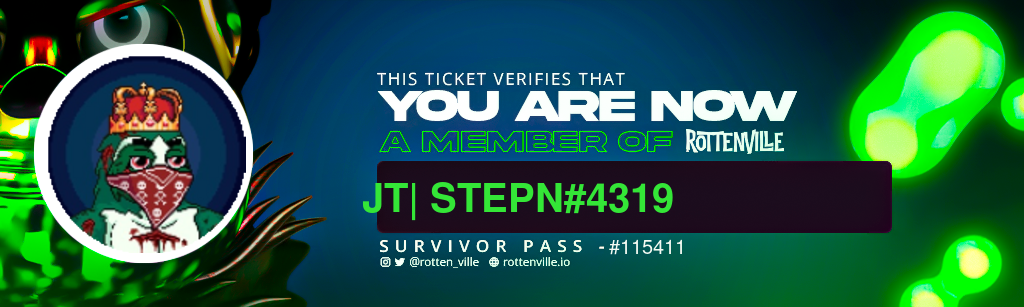 THIS TICKET VERIFIES THAT
YOU ARE NOW
A MEMBER OF ROTTENVILLE
JT| STEPN#4319
SURVIVOR PASS - #115411
@rotten_ville rottenville.io